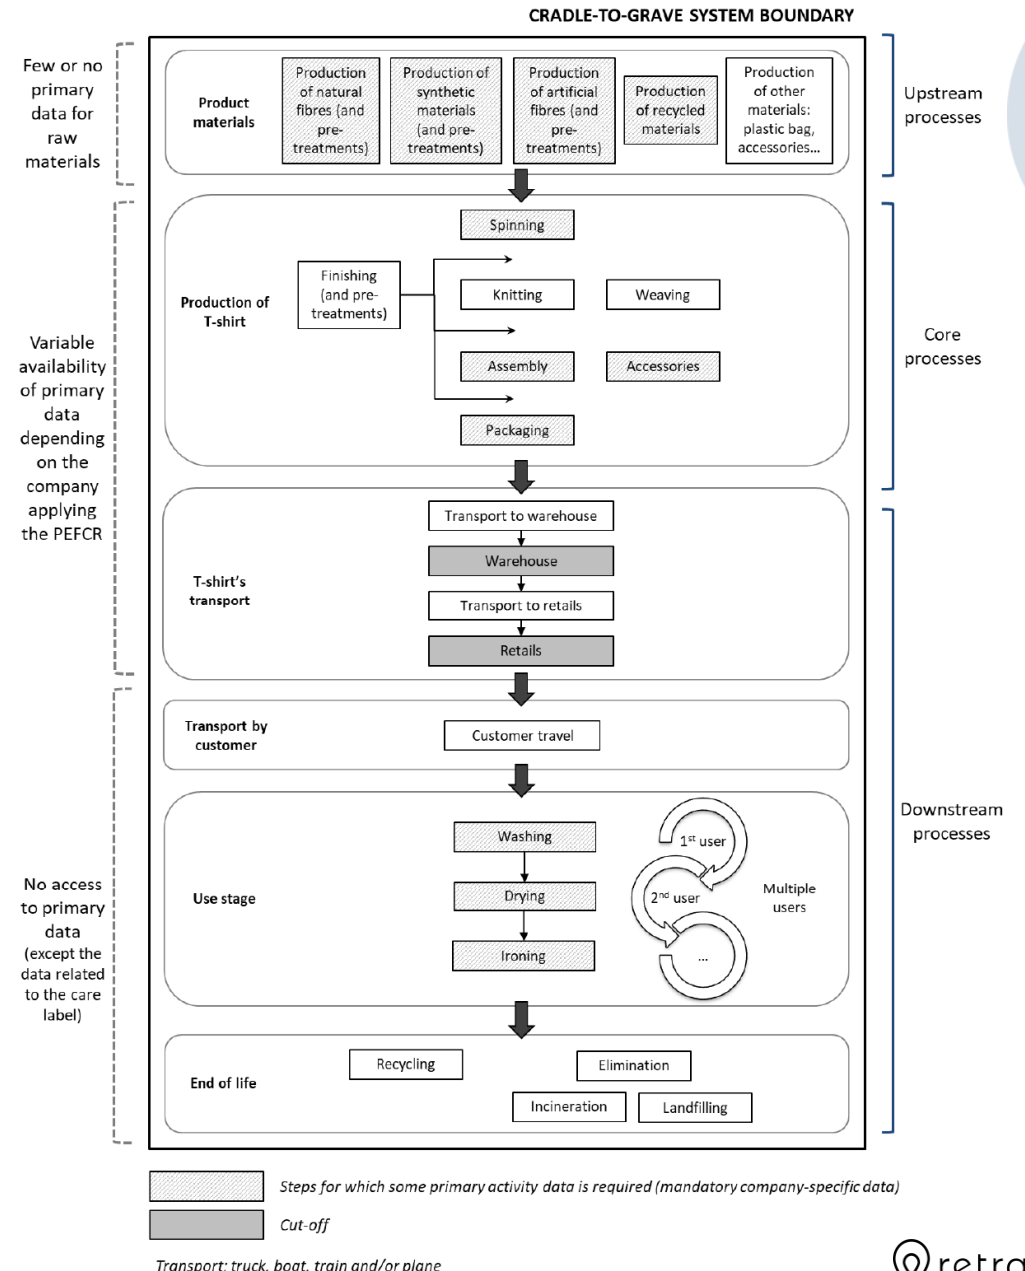 CRADLE-TO-GRAVE SYSTEM BOUNDARY
Few or no
primary
data for
raw
materials
Product
materials
Production
of natural
fibres (and
pre-
treatments)
Production of
synthetic
materials
(and pre-
treatments)
Production
of artificial
fibres (and
pre-
treatments)
Production
of recycled
materials
Production
of other
materials:
plastic bag,
accessories...
Upstream
processes
Variable
availability
of primary
data
depending
on the
company
applying
the PEFCR
Production of
T-shirt
Spinning
Finishing
(and pre-
treatments)
Knitting
Weaving
Assembly
Accessories
Packaging
Core
processes
T-shirt's
transport
Transport to warehouse
Warehouse
Transport to retails
Retails
Transport by
customer
Customer travel
Downstream
processes
No access
to primary
data
(except the
data related
to the care
label)
Use stage
Washing
Drying
Ironing
1st user
2nd user
...
Multiple
users
End of life
Recycling
Elimination
Incineration
Landfilling
Steps for which some primary activity data is required (mandatory company-specific data)
Cut-off
Transport: truck, boat, train and/or plane